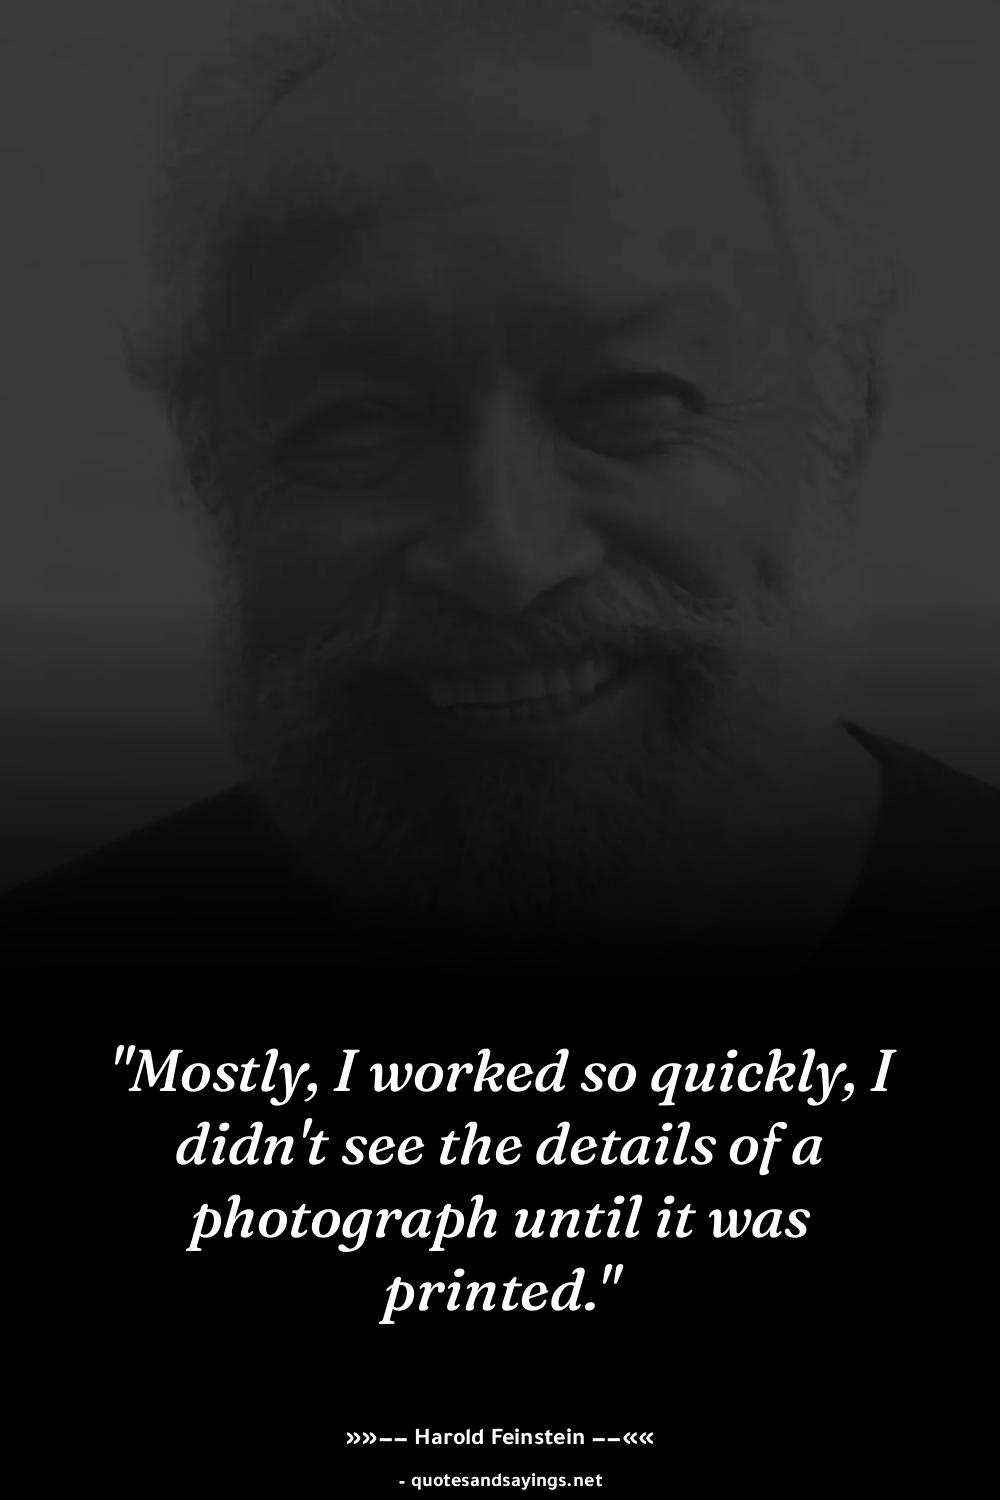 "Mostly, I worked so quickly, I
didn't see the details of a
photograph until it was
printed."
»»−− Harold Feinstein −−««
- quotesandsayings.net